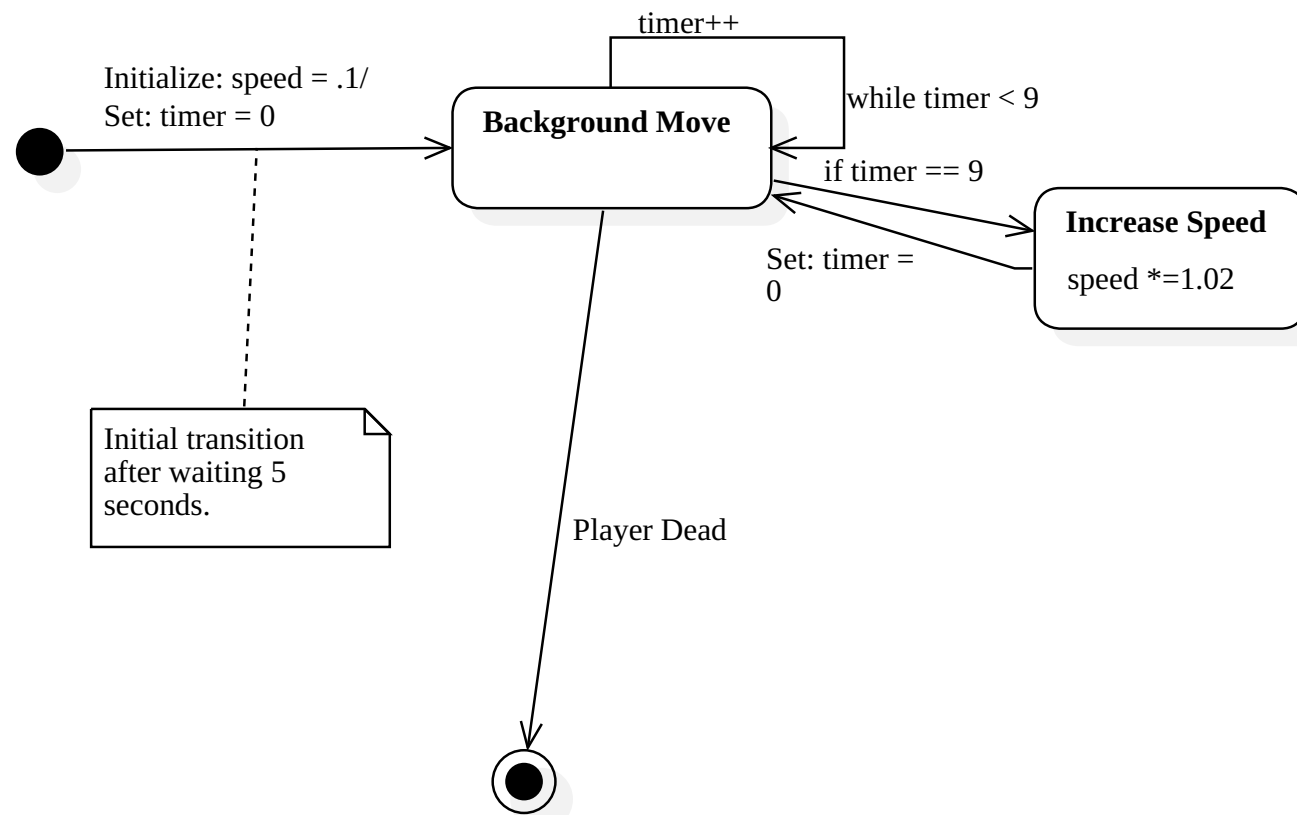 timer++
Initialize: speed = .1/
Set: timer = 0
while timer < 9
Background Move
if timer == 9
Increase Speed
speed *=1.02
Set: timer =
0
Initial transition
after waiting 5
seconds.
Player Dead